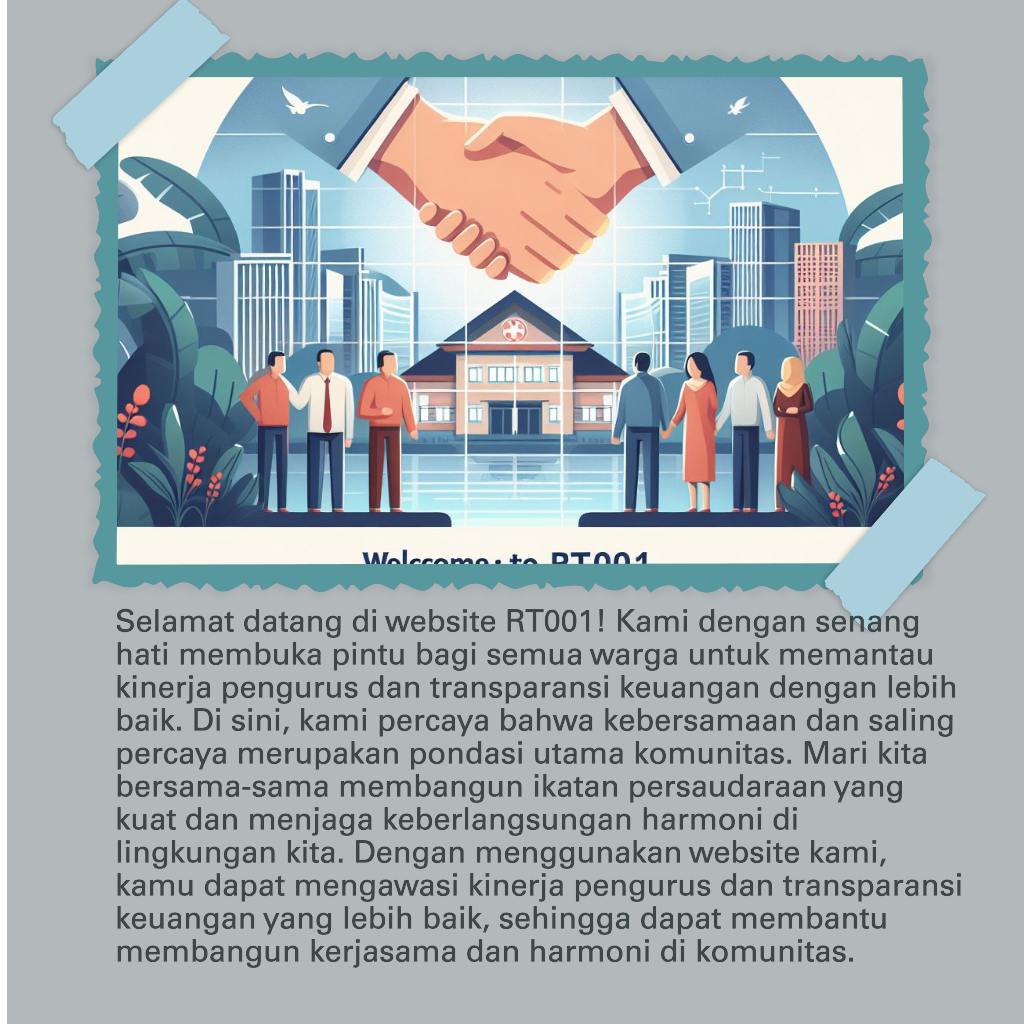 Welcsome· to RT001
Selamat datang di website RT001! Kami dengan senang
hati membuka pintu bagi semua warga untuk memantau
kinerja pengurus dan transparansi keuangan dengan lebih
baik. Di sini, kami percaya bahwa kebersamaan dan saling
percaya merupakan pondasi utama komunitas. Mari kita
bersama-sama membangun ikatan persaudaraan yang
kuat dan menjaga keberlangsungan harmoni di
lingkungan kita. Dengan menggunakan website kami,
kamu dapat mengawasi kinerja pengurus dan transparansi
keuangan yang lebih baik, sehingga dapat membantu
membangun kerjasama dan harmoni di komunitas.